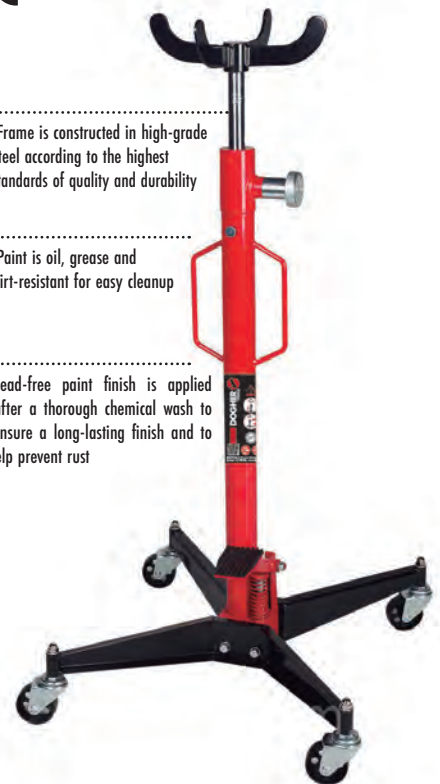 Frame is constructed in high-grade
teel according to the highest
tandards of quality and durability
Paint is oil, grease and
irt-resistant for easy cleanup
ead-free paint finish is applied
fter a thorough chemical wash to
nsure a long-lasting finish and to
elp prevent rust
DOGHER